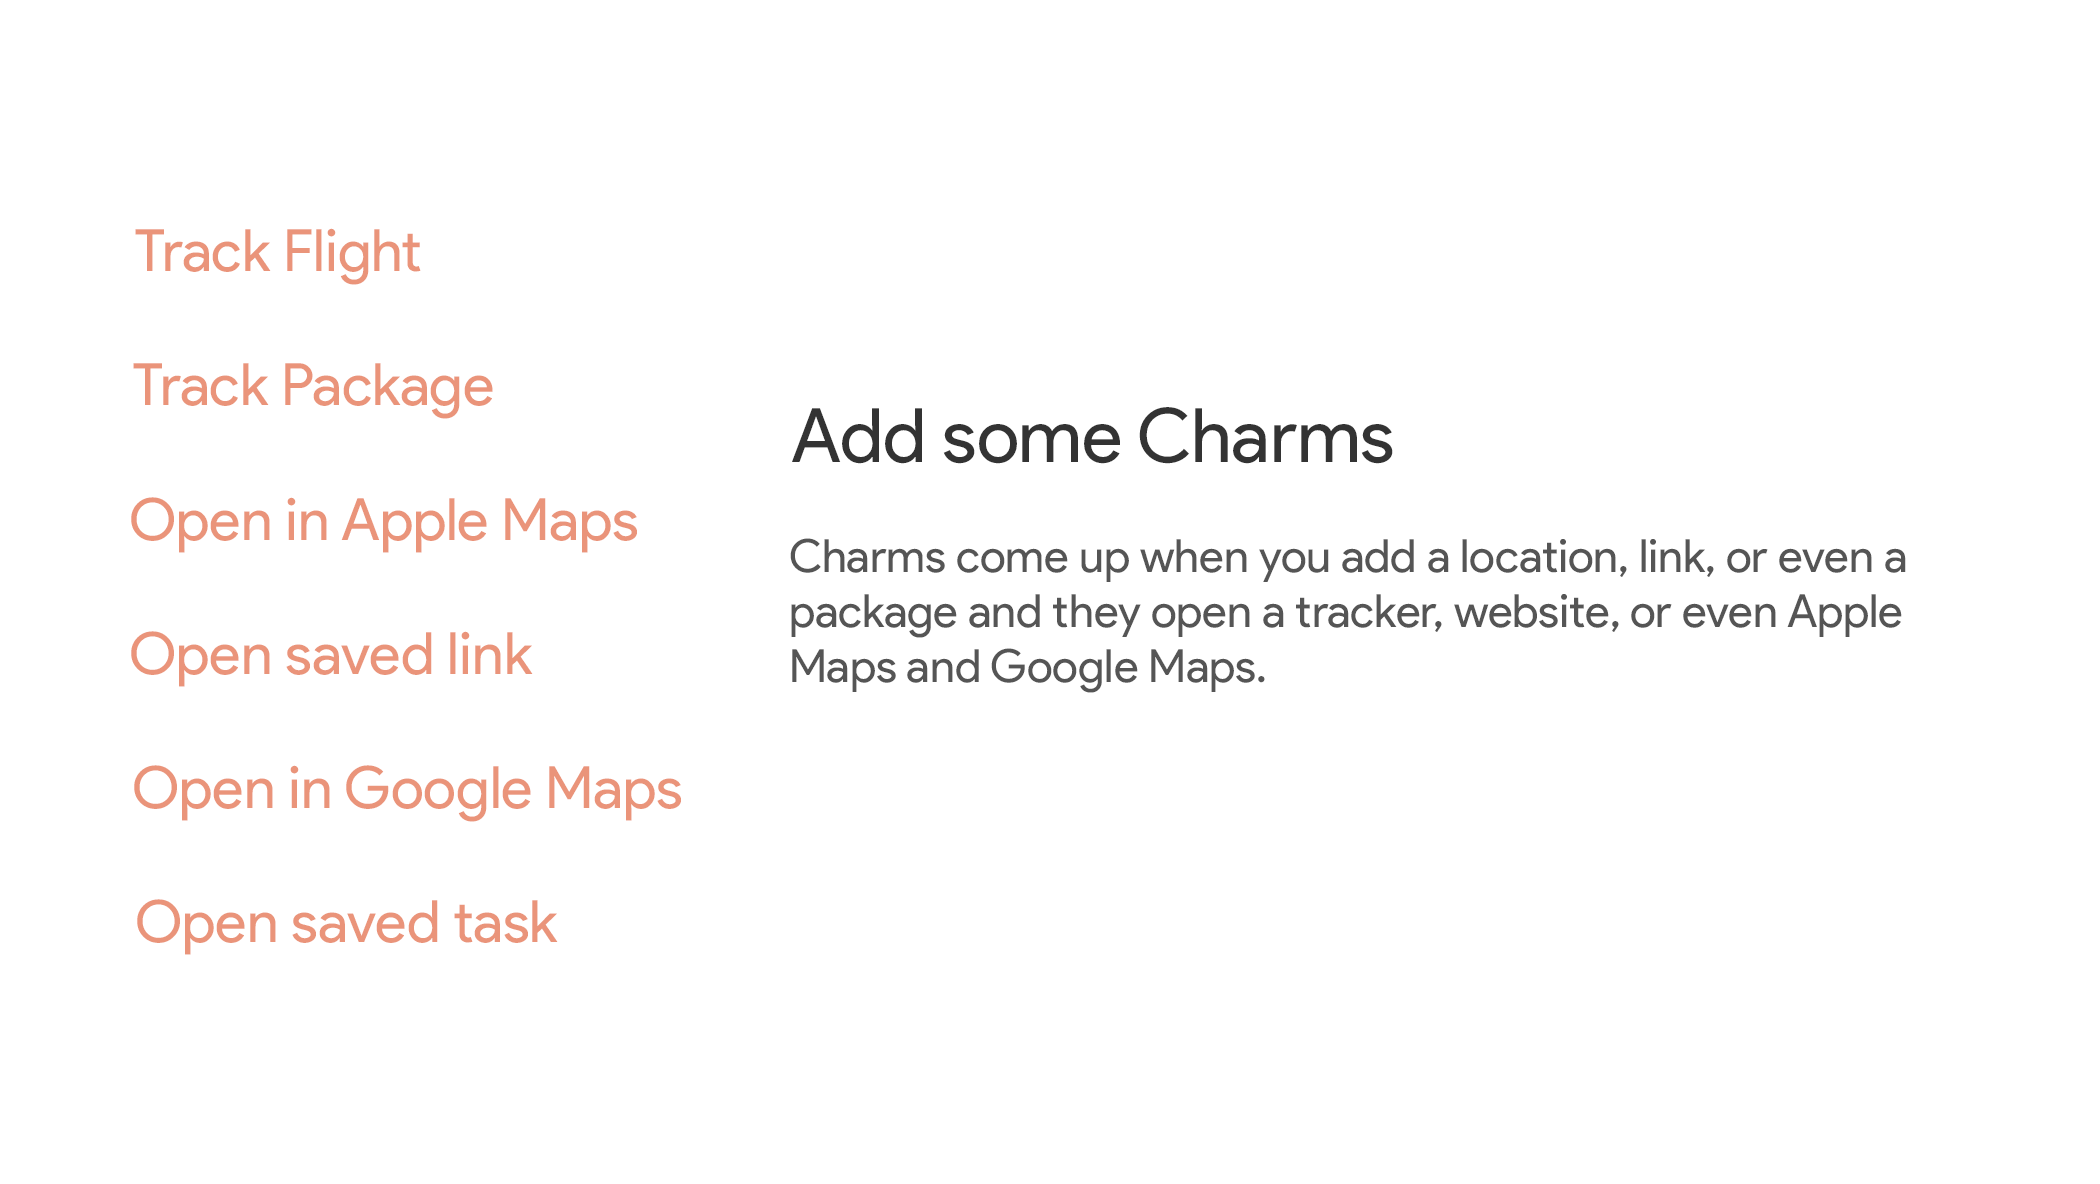 Track Flight
Track Package
Open in Apple Maps
Open saved link
Open in Google Maps
Open saved task
Add some Charms
Charms come up when you add a location, link, or even a
package and they open a tracker, website, or even Apple
Maps and Google Maps.